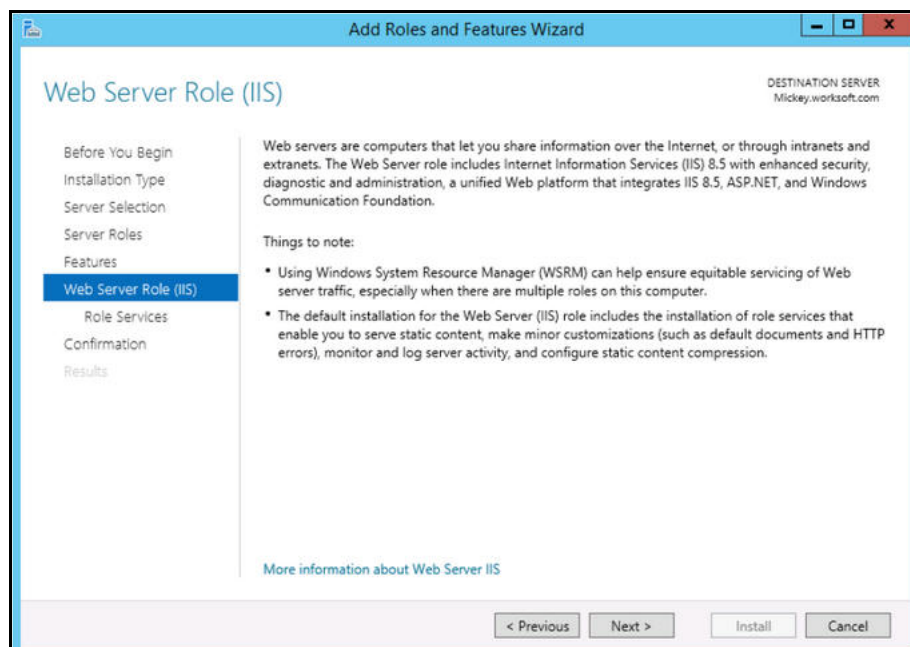 Add Roles and Features Wizard
Web Server Role (IIS)
DESTINATION SERVER
Mickey.worksoft.com
Before You Begin
Installation Type
Server Selection
Server Roles
Features
Web Server Role (IIS)
Role Services
Confirmation
Results
Web servers are computers that let you share information over the Internet, or through intranets and
extranets. The Web Server role includes Internet Information Services (IIS) 8.5 with enhanced security,
diagnostic and administration, a unified Web platform that integrates IIS 8.5, ASP.NET, and Windows
Communication Foundation.
Things to note:
• Using Windows System Resource Manager (WSRM) can help ensure equitable servicing of Web
server traffic, especially when there are multiple roles on this computer.
• The default installation for the Web Server (IIS) role includes the installation of role services that
enable you to serve static content, make minor customizations (such as default documents and HTTP
errors), monitor and log server activity, and configure static content compression.
More information about Web Server IIS
< Previous
Next >
Install
Cancel